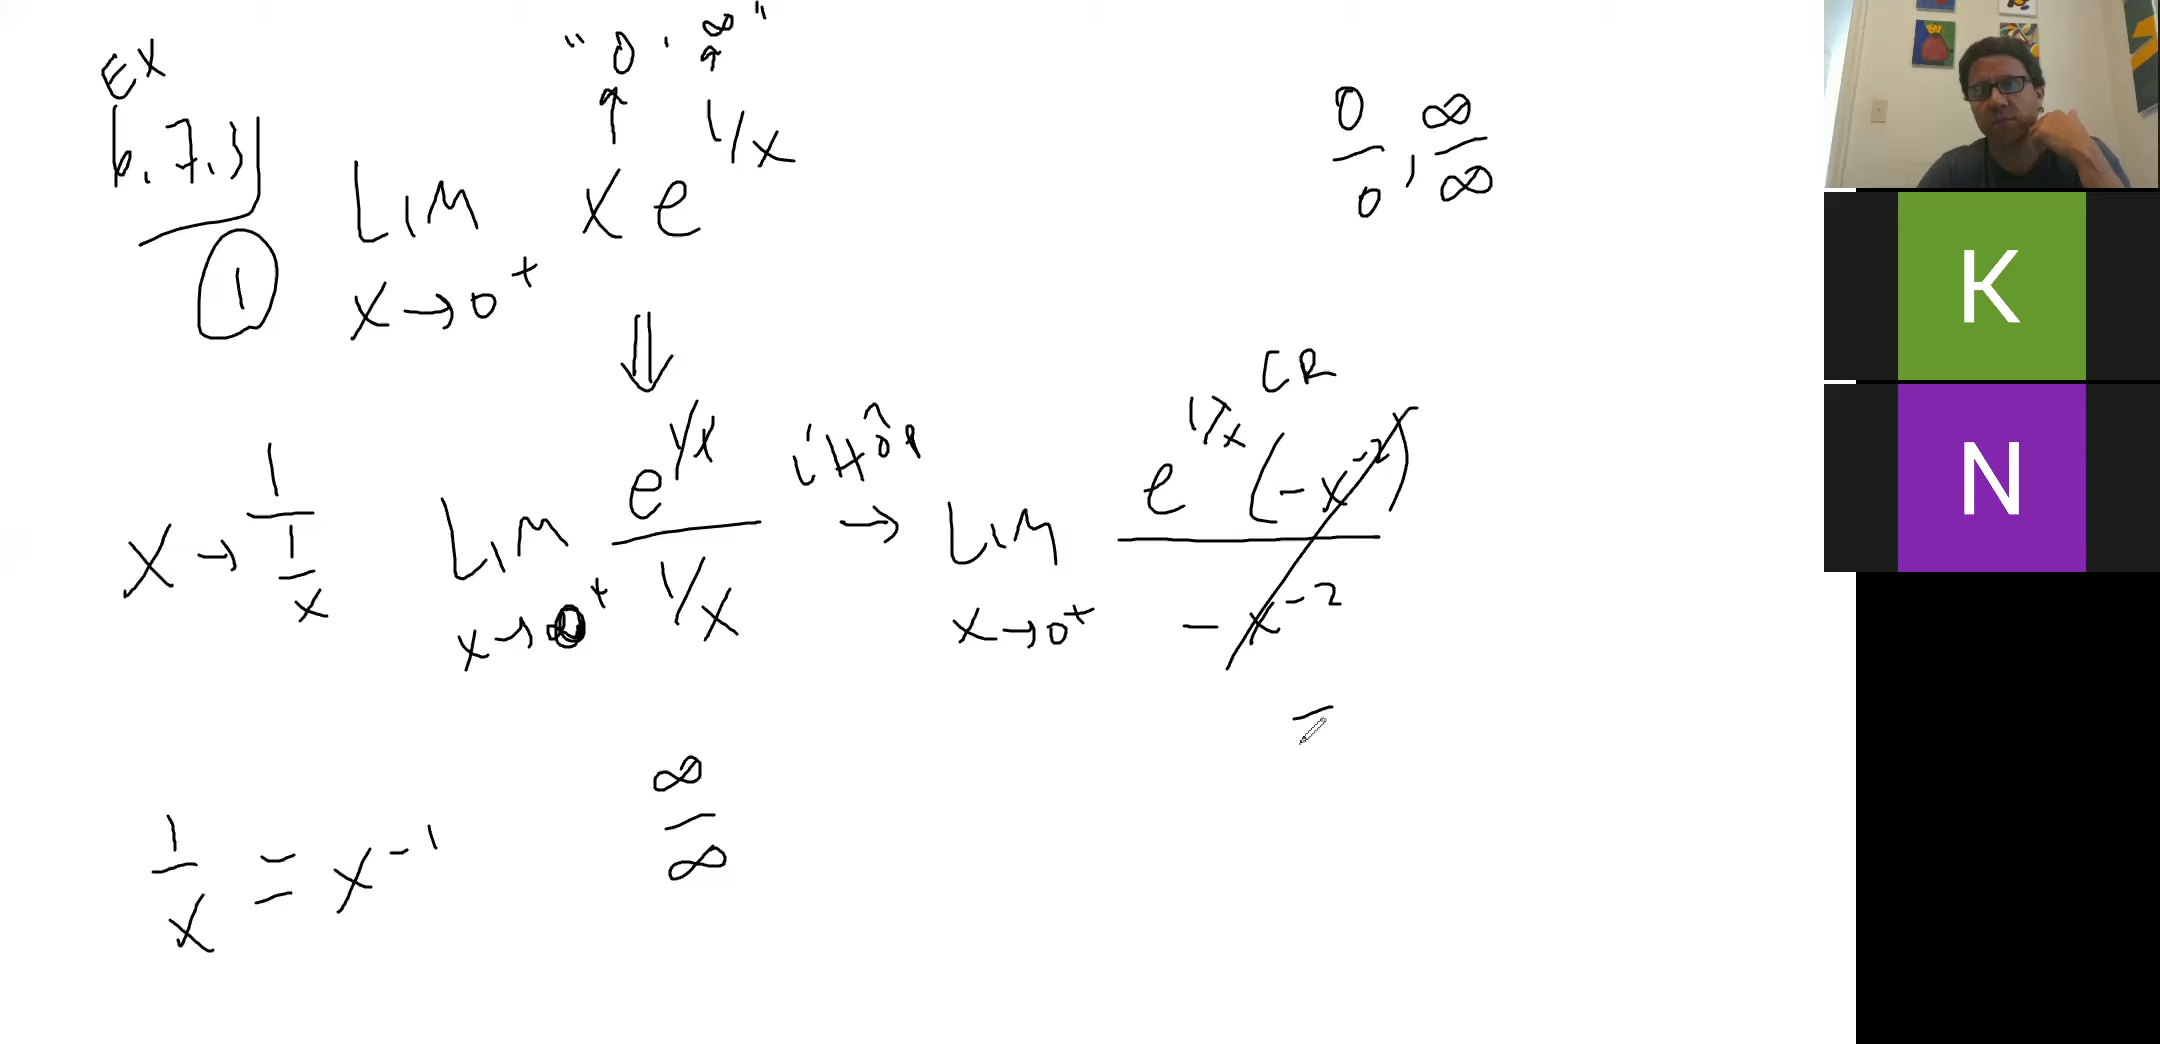 EX
6.7.3
①
" 0 · ∞ "
LIM x e^{1/x}
x → 0⁺
0/0 , ∞/∞
⇓
x → 1/(1/x)
LIM e^{1/x} / 1/x
x → 0⁺
L'HÔP
→
CR
LIM e^{1/x} (-x^{-2}) / -x^{-2}
x → 0⁺
1/x = x^{-1}
∞/∞
K
N